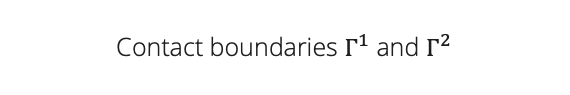 Contact boundaries Γ¹ and Γ²